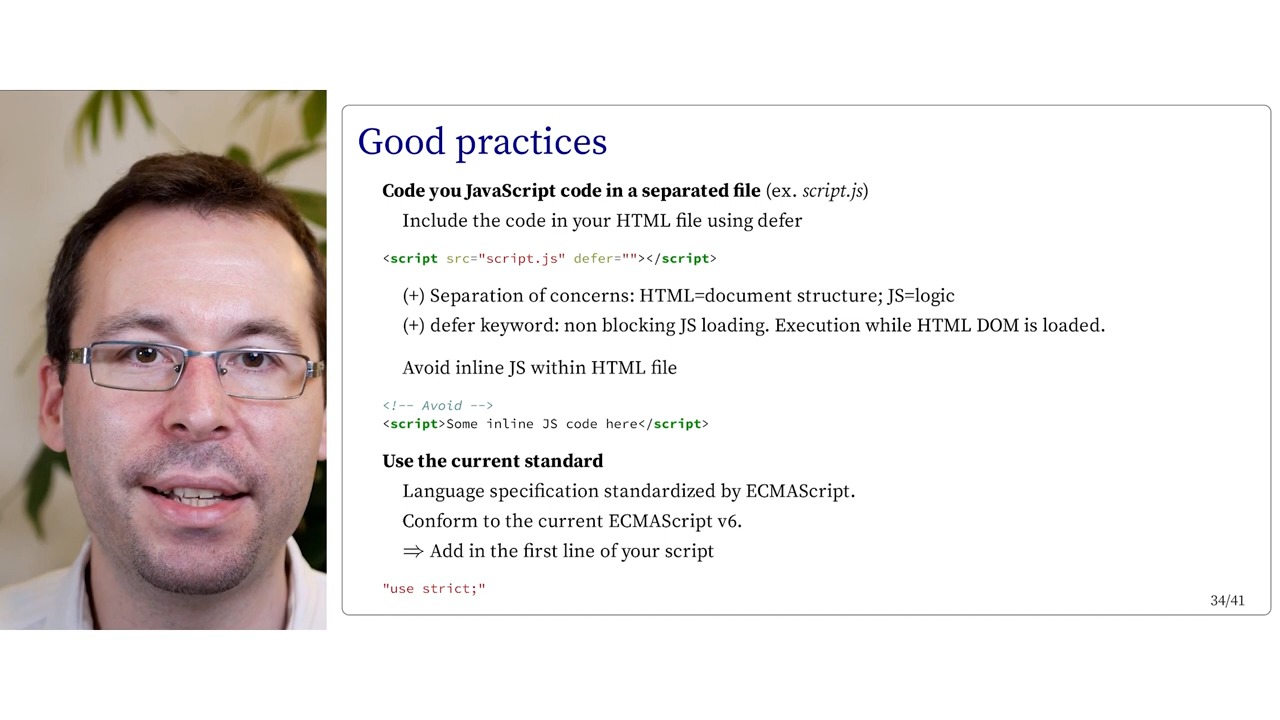 Good practices
Code you JavaScript code in a separated file (ex. script.js)
Include the code in your HTML file using defer
<script src="script.js" defer=""></script>
(+) Separation of concerns: HTML=document structure; JS=logic
(+) defer keyword: non blocking JS loading. Execution while HTML DOM is loaded.
Avoid inline JS within HTML file
<!-- Avoid -->
<script>Some inline JS code here</script>
Use the current standard
Language specification standardized by ECMAScript.
Conform to the current ECMAScript v6.
⇒ Add in the first line of your script
"use strict;"
34/41